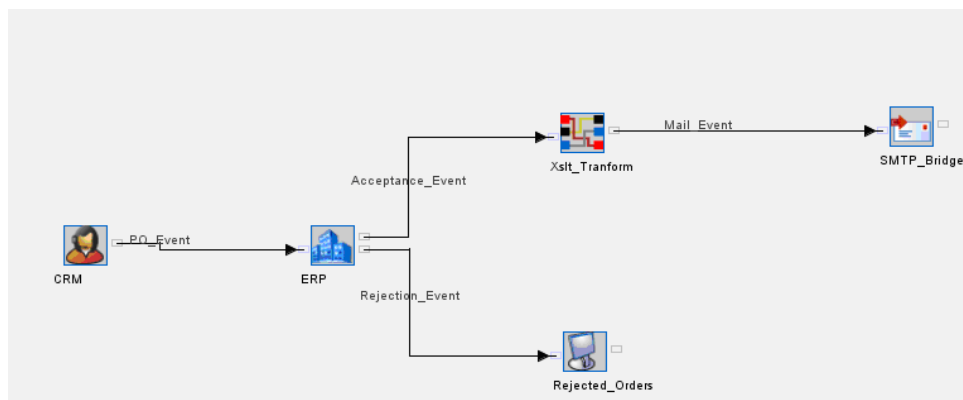 Mail_Event
Xslt_Tranform
SMTP_Bridge
Acceptance_Event
PO_Event
CRM
ERP
Rejection_Event
Rejected_Orders